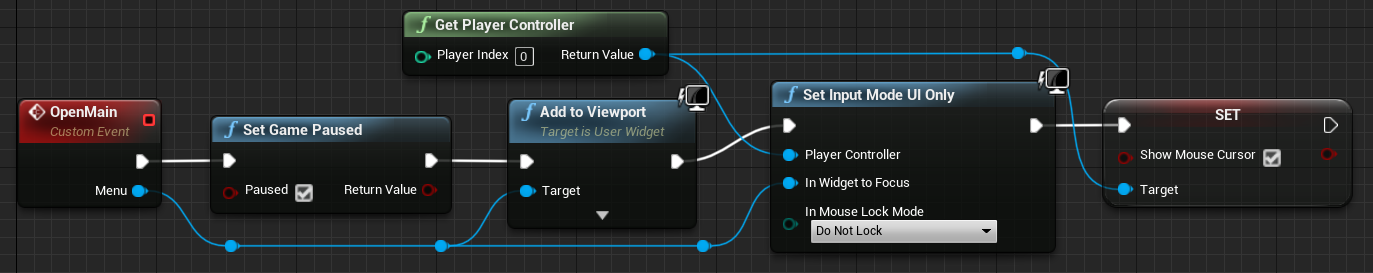 Get Player Controller
Player Index 0 Return Value
OpenMain
Custom Event
Menu
Set Game Paused
Paused Return Value
Add to Viewport
Target is User Widget
Target
Set Input Mode UI Only
Player Controller
In Widget to Focus
In Mouse Lock Mode
Do Not Lock
SET
Show Mouse Cursor
Target